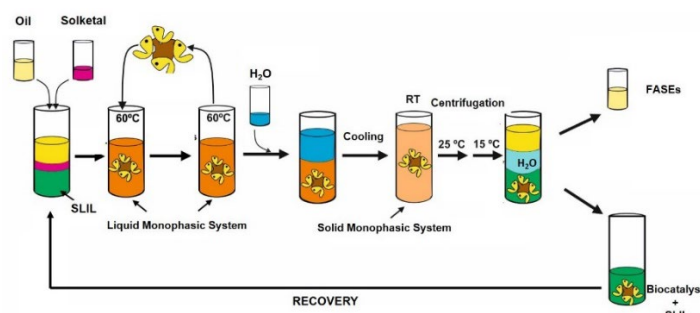 Oil
Solketal
H₂O
60ºC
60ºC
RT
Centrifugation
FASEs
Cooling
25 ºC
15 ºC
H₂O
SLIL
Liquid Monophasic System
Solid Monophasic System
Biocatalys
+
RECOVERY